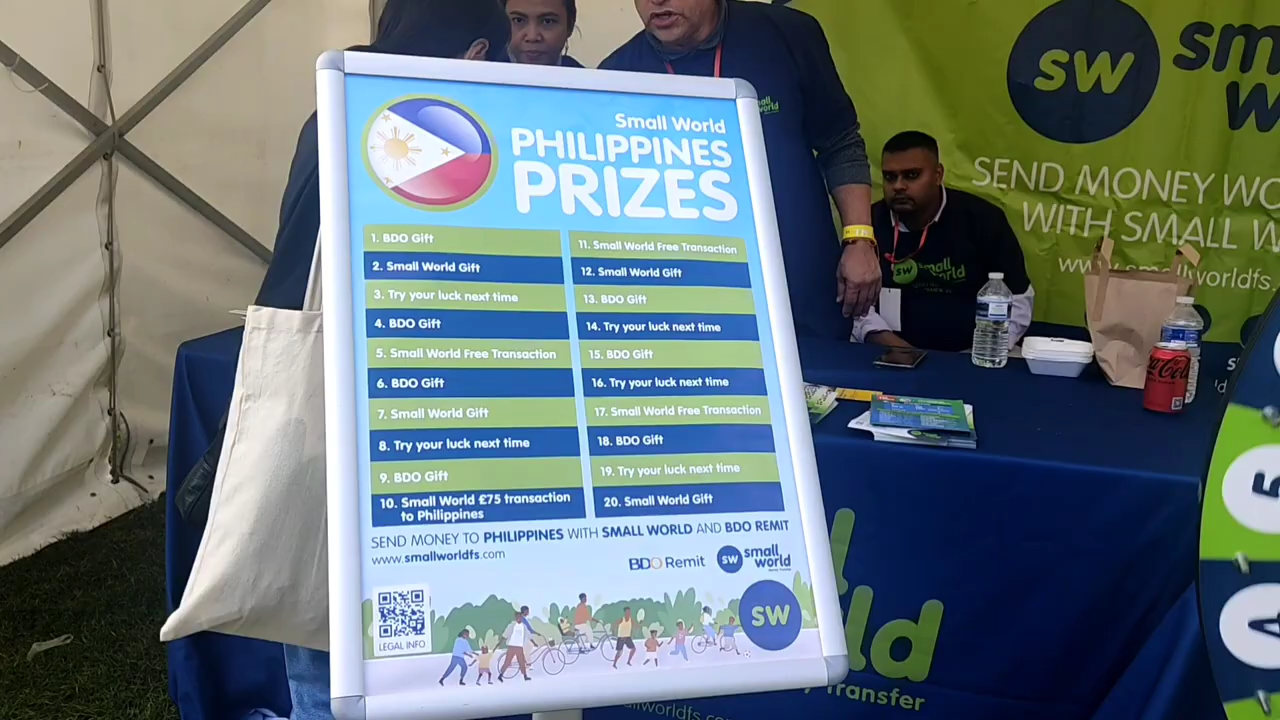 Small World
PHILIPPINES
PRIZES
1. BDO Gift
2. Small World Gift
3. Try your luck next time
4. BDO Gift
5. Small World Free Transaction
6. BDO Gift
7. Small World Gift
8. Try your luck next time
9. BDO Gift
10. Small World £75 transaction
to Philippines
11. Small World Free Transaction
12. Small World Gift
13. BDO Gift
14. Try your luck next time
15. BDO Gift
16. Try your luck next time
17. Small World Free Transaction
18. BDO Gift
19. Try your luck next time
20. Small World Gift
SEND MONEY TO PHILIPPINES WITH SMALL WORLD AND BDO REMIT
www.smallworldfs.com
BDO Remit
sw small
world
LEGAL INFO
sw
sw
SEND MONEY WO
WITH SMALL W
www.smallworldfs.
sw small
world
Transfer
5
6
A